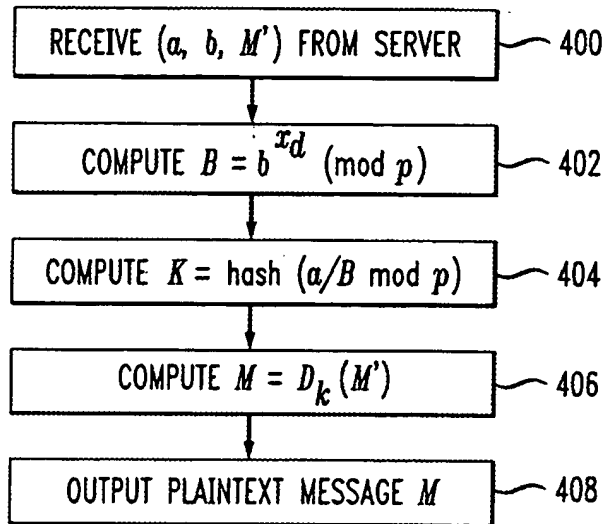 RECEIVE (a, b, M') FROM SERVER 400
COMPUTE B = b^{x_d} (mod p) 402
COMPUTE K = hash (a/B mod p) 404
COMPUTE M = D_k (M') 406
OUTPUT PLAINTEXT MESSAGE M 408